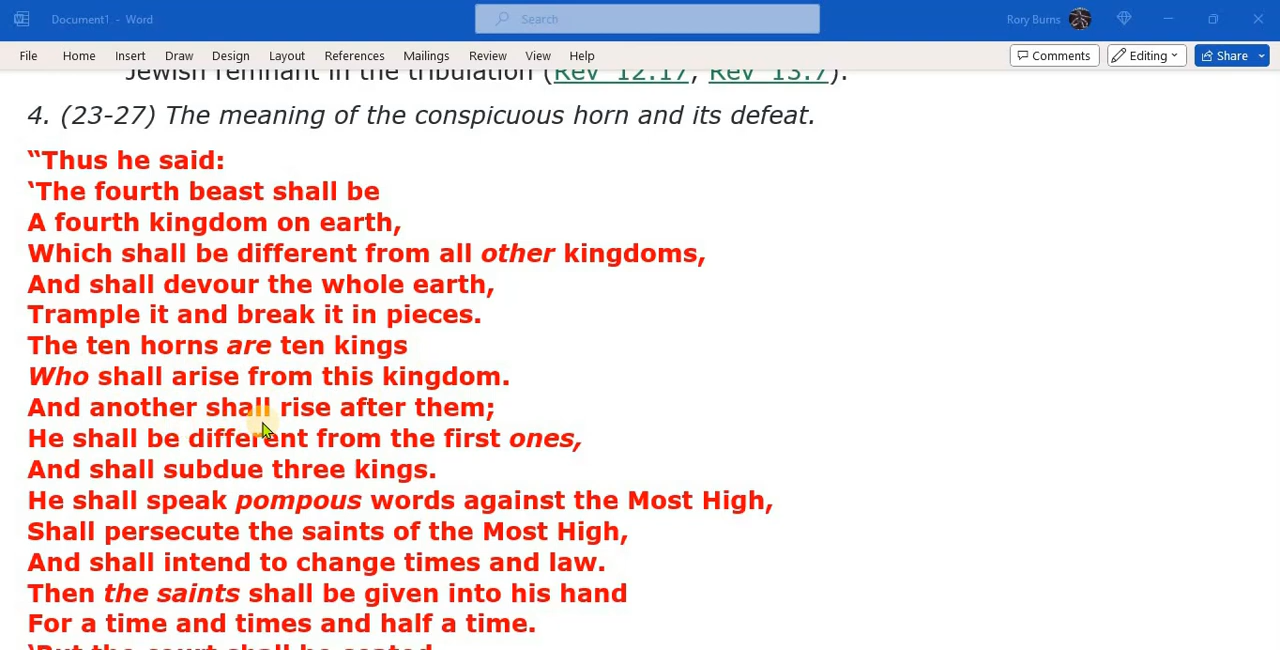 Document1 - Word
Search
Rory Burns
File Home Insert Draw Design Layout References Mailings Review View Help
Comments Editing Share
Jewish remnant in the tribulation (Rev 12:17, Rev 13:7).
4. (23-27) The meaning of the conspicuous horn and its defeat.
“Thus he said:
‘The fourth beast shall be
A fourth kingdom on earth,
Which shall be different from all other kingdoms,
And shall devour the whole earth,
Trample it and break it in pieces.
The ten horns are ten kings
Who shall arise from this kingdom.
And another shall rise after them;
He shall be different from the first ones,
And shall subdue three kings.
He shall speak pompous words against the Most High,
Shall persecute the saints of the Most High,
And shall intend to change times and law.
Then the saints shall be given into his hand
For a time and times and half a time.
‘But the court shall be seated